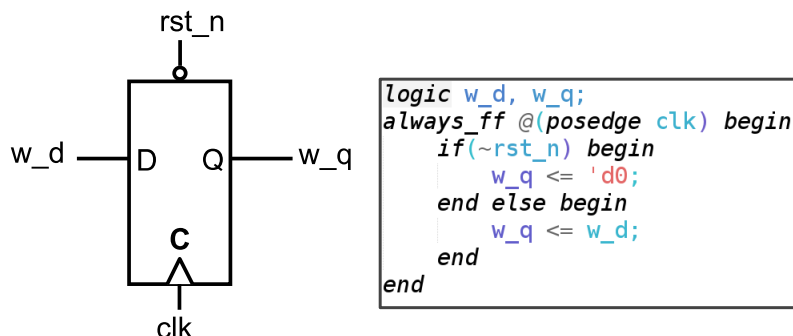 rst_n
w_d
D
Q
w_q
C
clk
logic w_d, w_q;
always_ff @(posedge clk) begin
if(~rst_n) begin
w_q <= 'd0;
end else begin
w_q <= w_d;
end
end